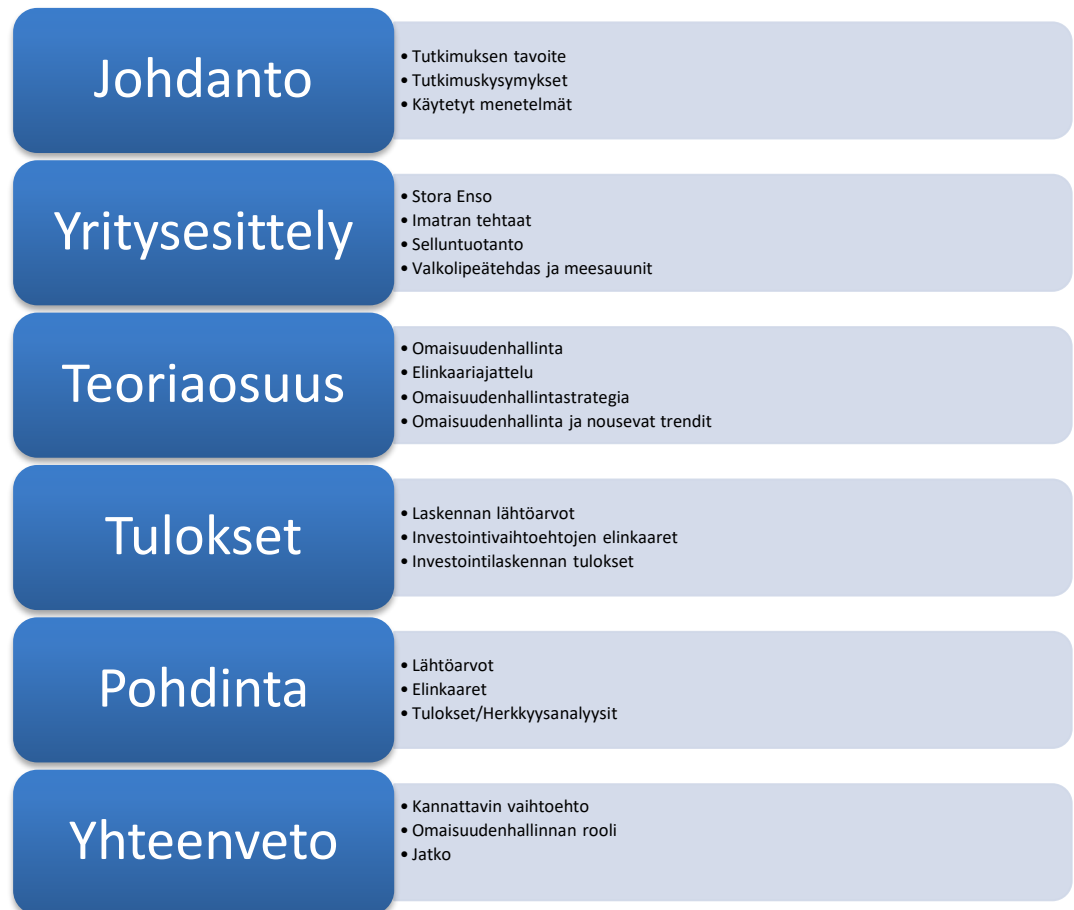 Johdanto
• Tutkimuksen tavoite
• Tutkimuskysymykset
• Käytetyt menetelmät
Yritysesittely
• Stora Enso
• Imatran tehtaat
• Selluntuotanto
• Valkolipeätehdas ja meesauunit
Teoriaosuus
• Omaisuudenhallinta
• Elinkaariajattelu
• Omaisuudenhallintastrategia
• Omaisuudenhallinta ja nousevat trendit
Tulokset
• Laskennan lähtöarvot
• Investointivaihtoehtojen elinkaaret
• Investointilaskennan tulokset
Pohdinta
• Lähtöarvot
• Elinkaaret
• Tulokset/Herkkyysanalyysit
Yhteenveto
• Kannattavin vaihtoehto
• Omaisuudenhallinnan rooli
• Jatko